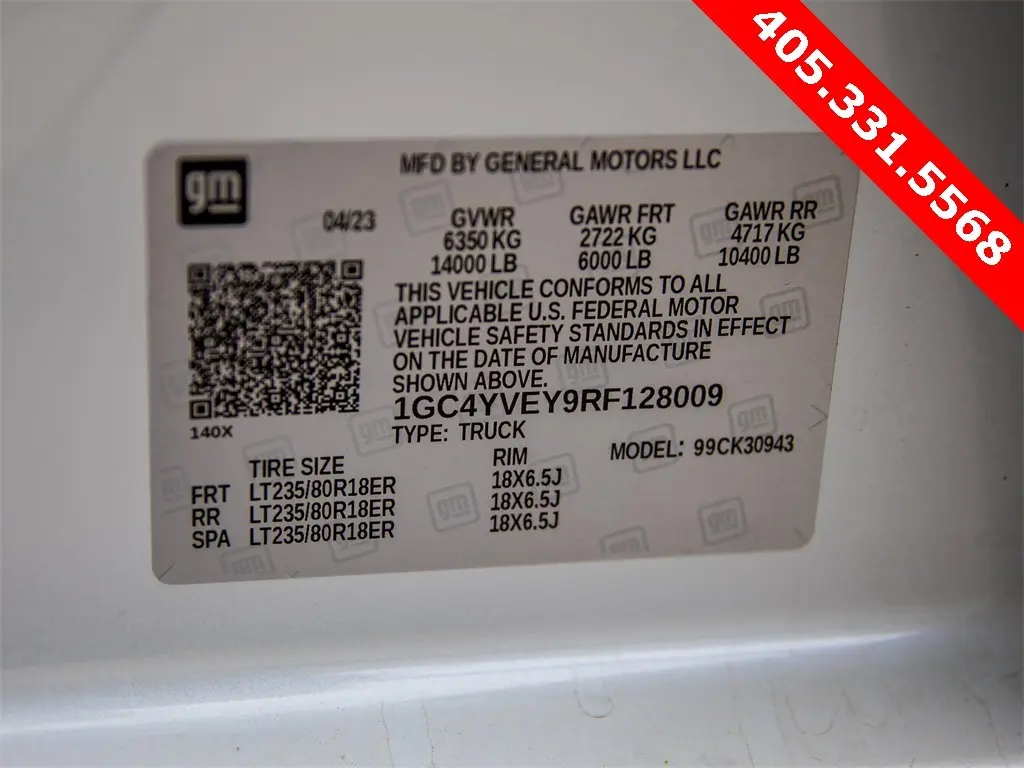 405.331.5568
gm
MFD BY GENERAL MOTORS LLC
04/23 GVWR GAWR FRT GAWR RR
6350 KG 2722 KG 4717 KG
14000 LB 6000 LB 10400 LB
THIS VEHICLE CONFORMS TO ALL
APPLICABLE U.S. FEDERAL MOTOR
VEHICLE SAFETY STANDARDS IN EFFECT
ON THE DATE OF MANUFACTURE
SHOWN ABOVE.
1GC4YVEY9RF128009
140X
TYPE: TRUCK
MODEL: 99CK30943
TIRE SIZE RIM
FRT LT235/80R18ER 18X6.5J
RR LT235/80R18ER 18X6.5J
SPA LT235/80R18ER 18X6.5J